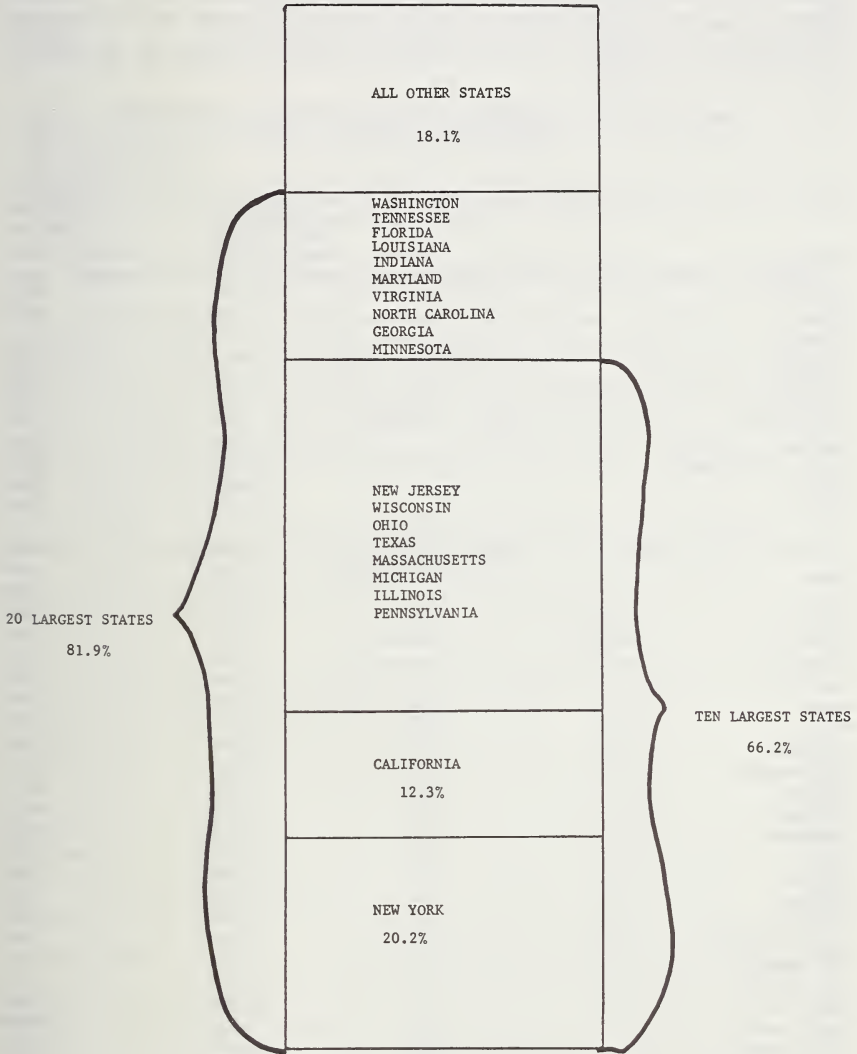 ALL OTHER STATES
18.1%
WASHINGTON
TENNESSEE
FLORIDA
LOUISIANA
INDIANA
MARYLAND
VIRGINIA
NORTH CAROLINA
GEORGIA
MINNESOTA
NEW JERSEY
WISCONSIN
OHIO
TEXAS
MASSACHUSETTS
MICHIGAN
ILLINOIS
PENNSYLVANIA
20 LARGEST STATES
81.9%
TEN LARGEST STATES
66.2%
CALIFORNIA
12.3%
NEW YORK
20.2%